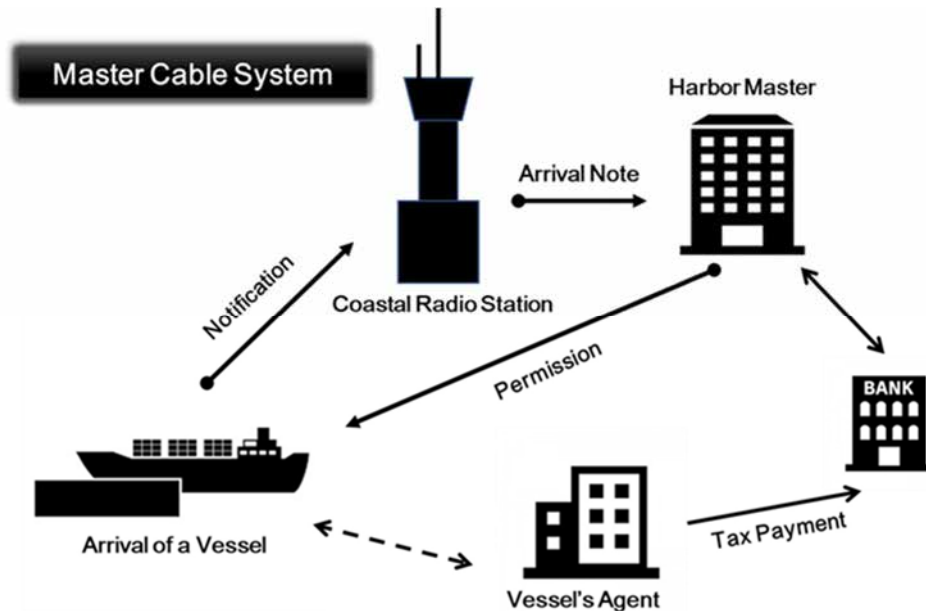 Master Cable System
Harbor Master
Arrival Note
Notification
Coastal Radio Station
Permission
BANK
Arrival of a Vessel
Tax Payment
Vessel's Agent